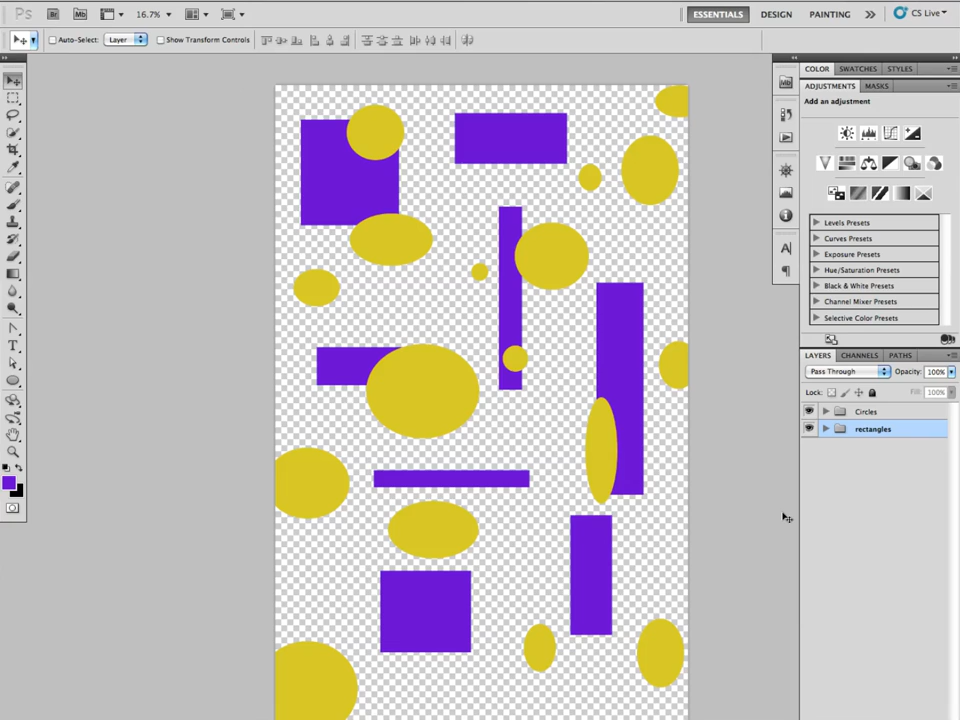 Ps Br Mb 16.7% ESSENTIALS DESIGN PAINTING CS Live
Auto-Select: Layer Show Transform Controls
COLOR SWATCHES STYLES
ADJUSTMENTS MASKS
Add an adjustment
Levels Presets
Curves Presets
Exposure Presets
Hue/Saturation Presets
Black & White Presets
Channel Mixer Presets
Selective Color Presets
LAYERS CHANNELS PATHS
Pass Through Opacity: 100%
Lock: Fill: 100%
Circles
rectangles